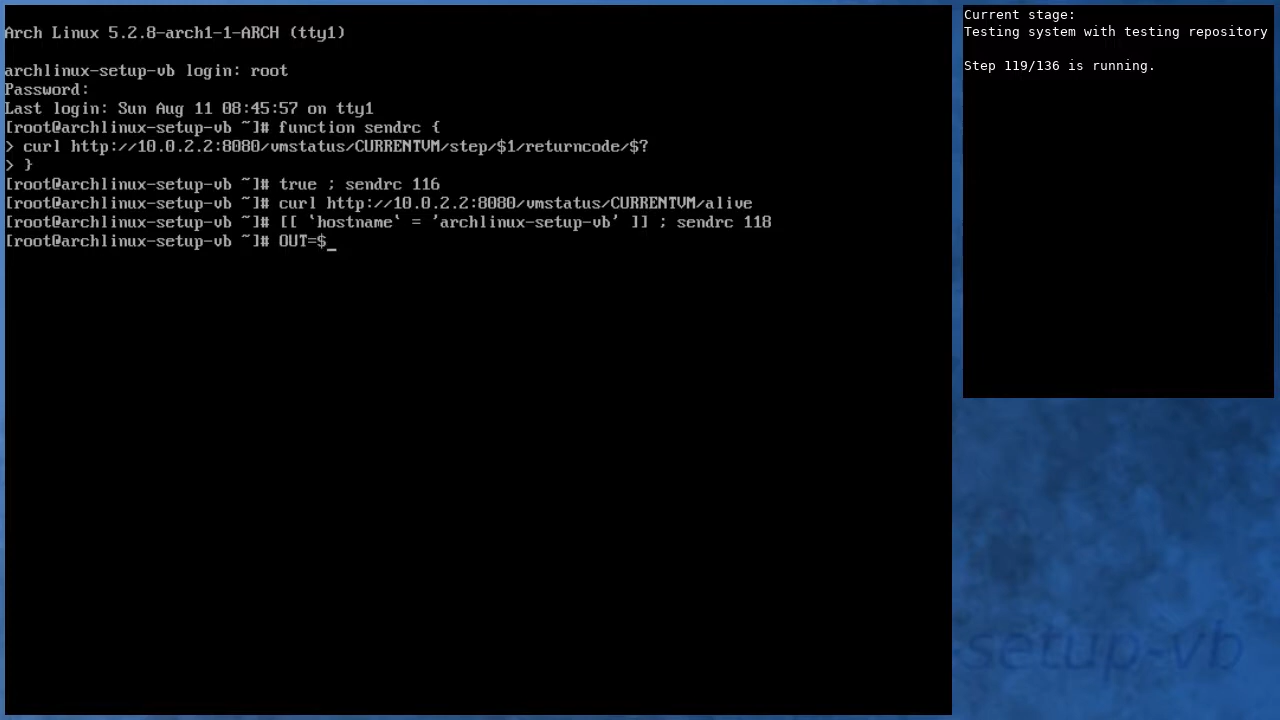 Arch Linux 5.2.8-arch1-1-ARCH (tty1)
archlinux-setup-vb login: root
Password:
Last login: Sun Aug 11 08:45:57 on tty1
[root@archlinux-setup-vb ~]# function sendrc {
> curl http://10.0.2.2:8080/vmstatus/CURRENTVM/step/$1/returncode/$?
> }
[root@archlinux-setup-vb ~]# true ; sendrc 116
[root@archlinux-setup-vb ~]# curl http://10.0.2.2:8080/vmstatus/CURRENTVM/alive
[root@archlinux-setup-vb ~]# [[ `hostname` = 'archlinux-setup-vb' ]] ; sendrc 118
[root@archlinux-setup-vb ~]# OUT=$_
Current stage:
Testing system with testing repository
Step 119/136 is running.
-setup-vb